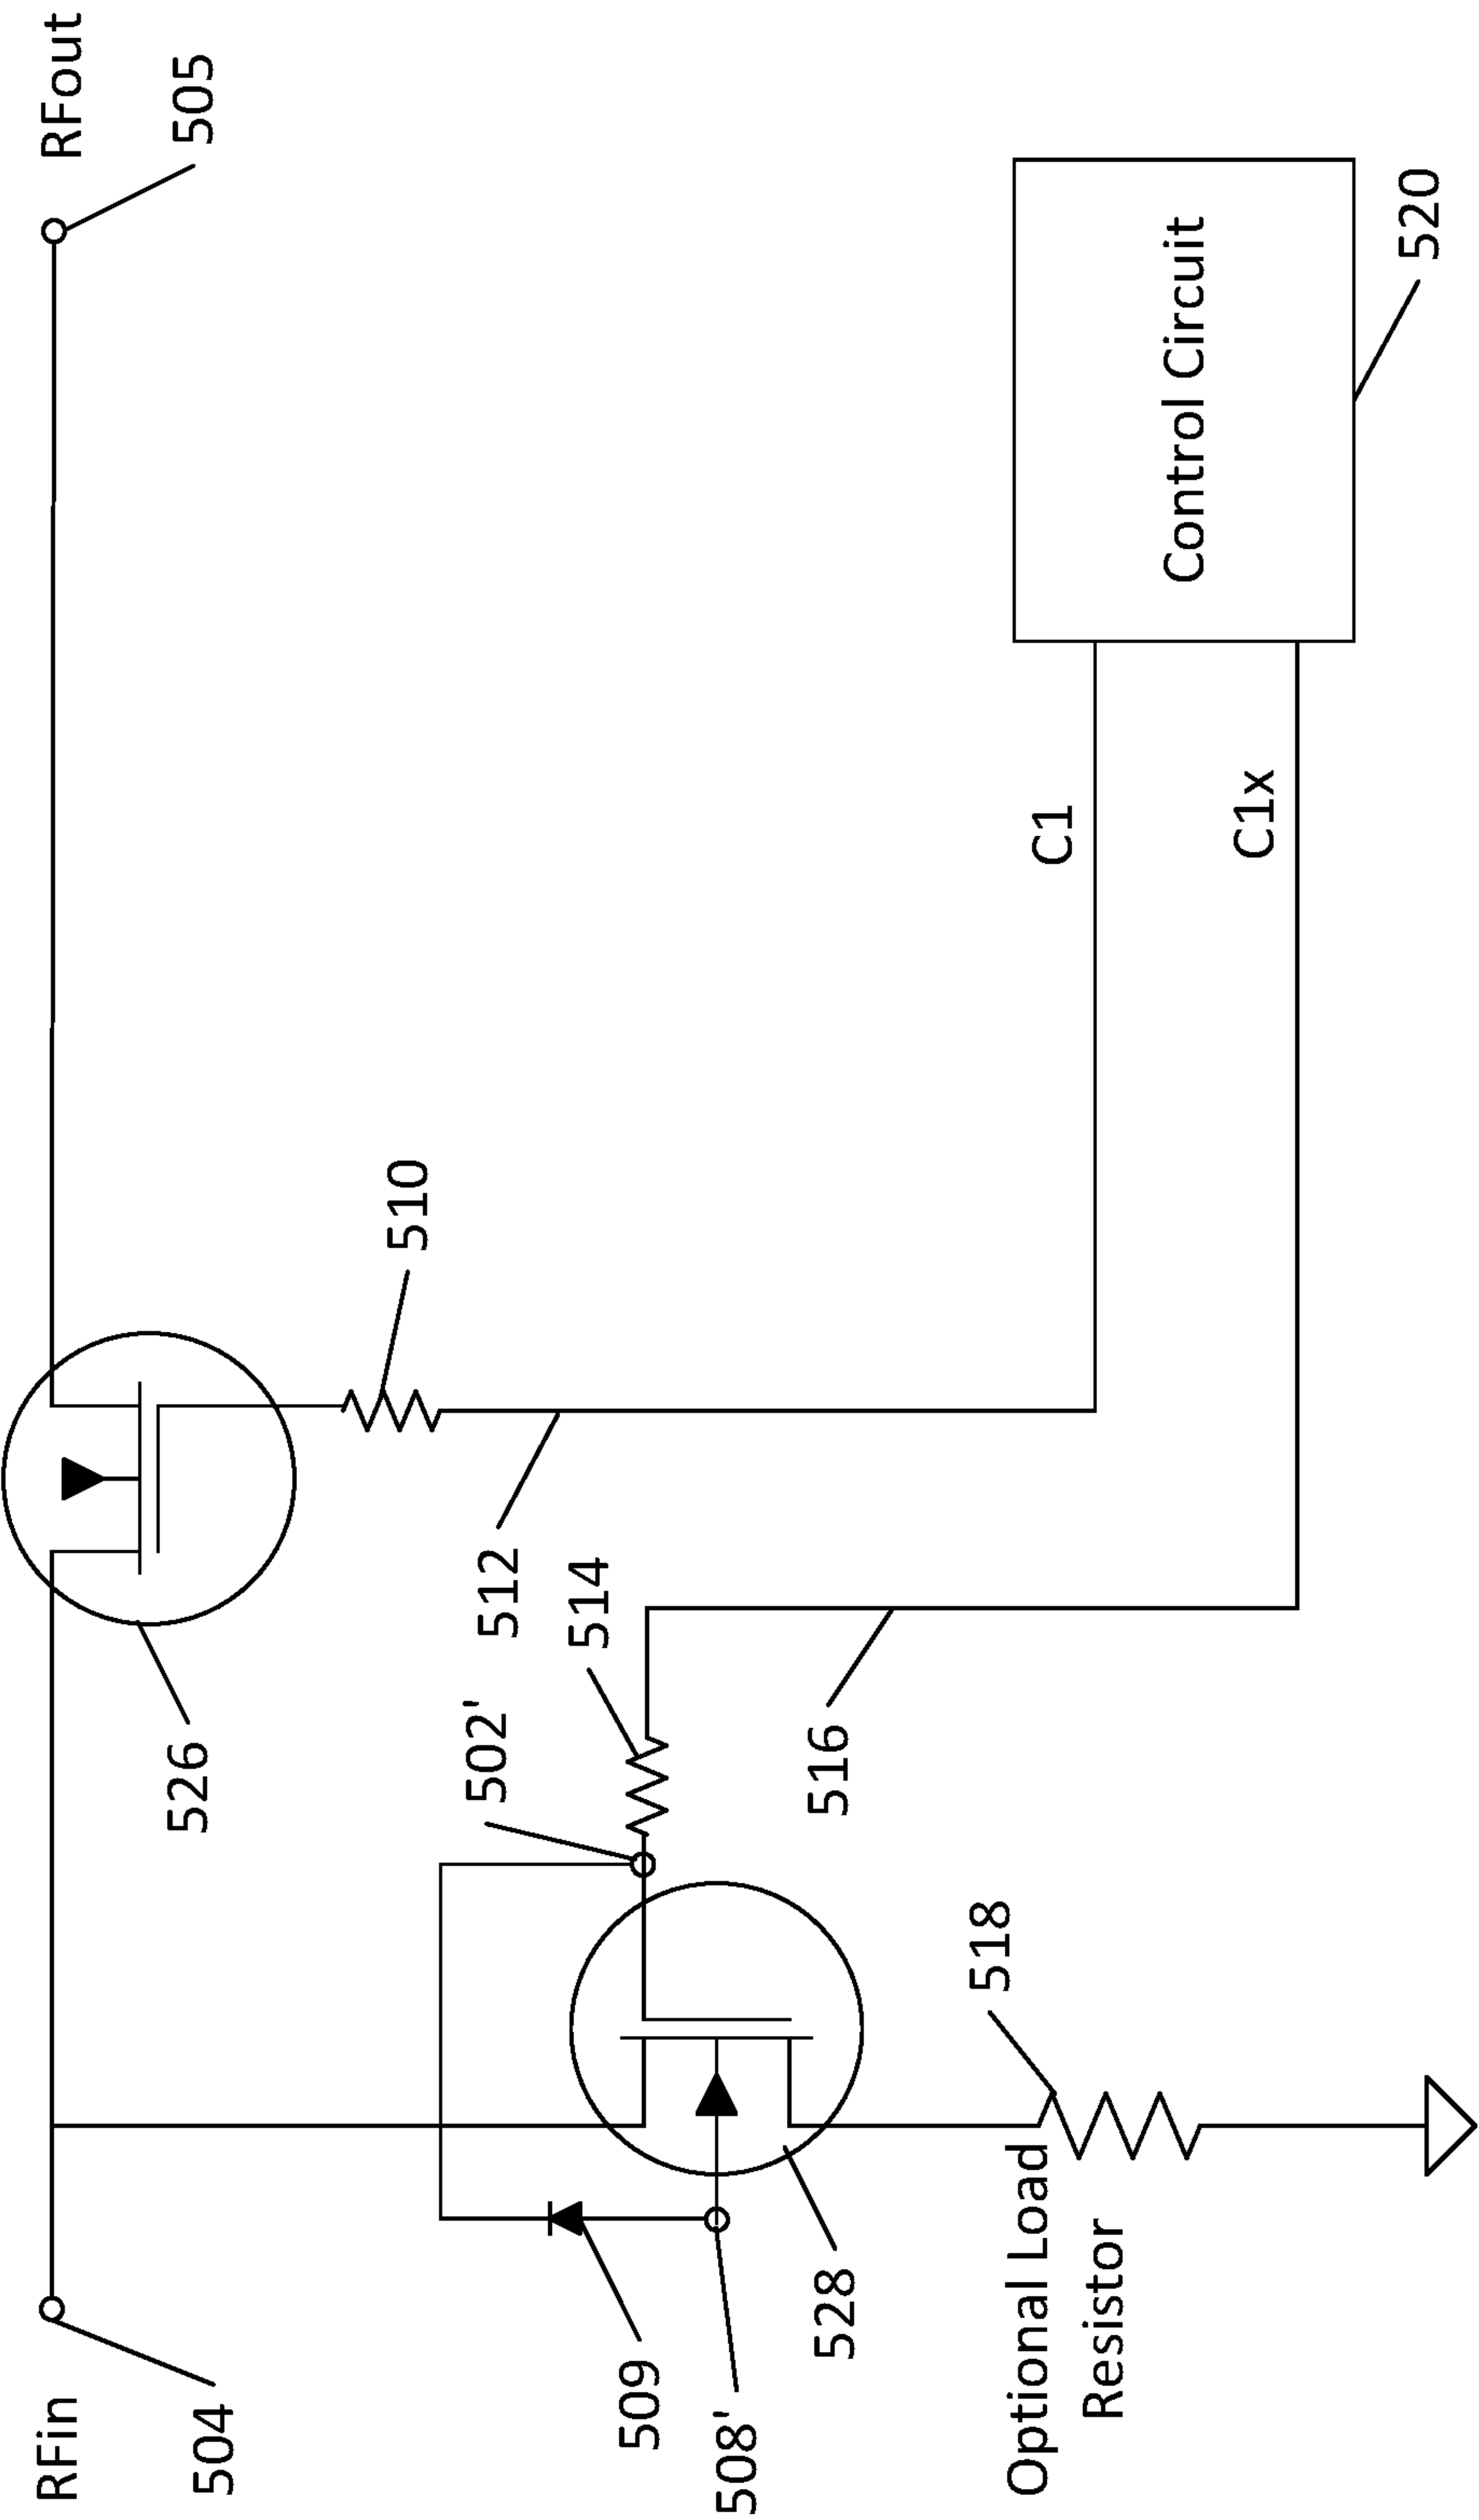 RFin
504
RFout
505
526
510
502'
512
514
509
508'
528
516
518
Optional Load
Resistor
C1
C1x
Control Circuit
520